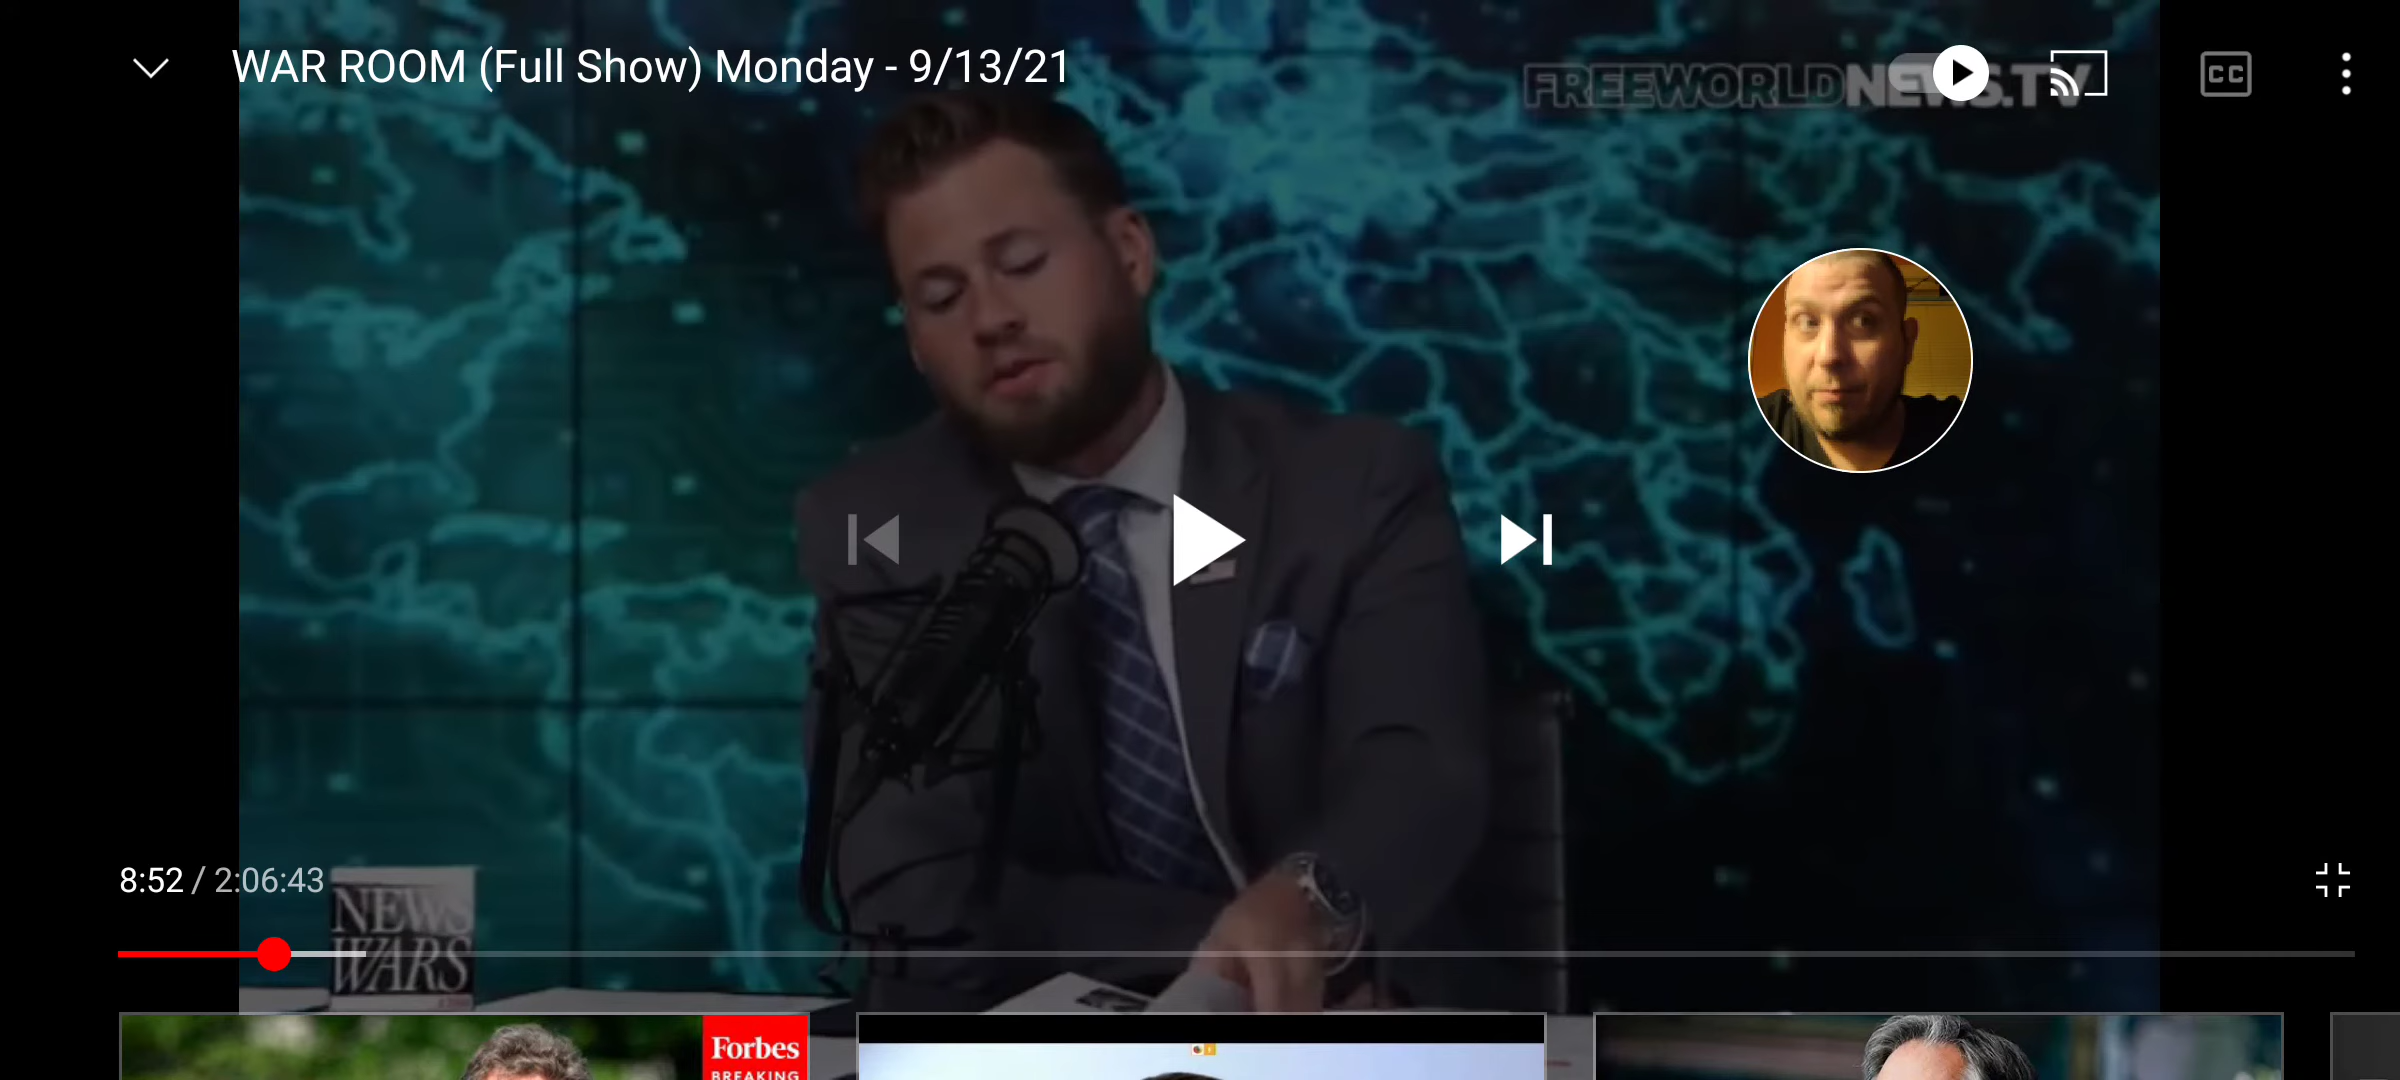 WAR ROOM (Full Show) Monday - 9/13/21
FREEWORLDNEWS.TV
CC
8:52 / 2:06:43
NEWS
WARS
Forbes
BREAKING